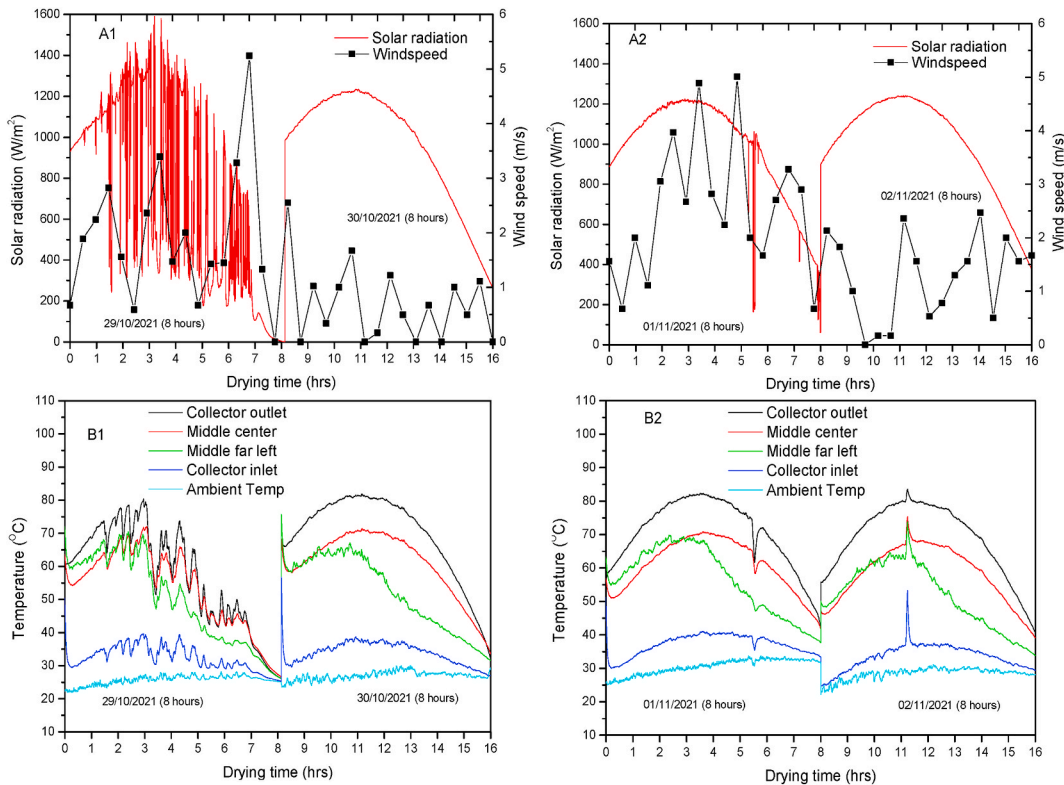 A1
Solar radiation
Windspeed
29/10/2021 (8 hours)
30/10/2021 (8 hours)
Solar radiation (W/m²)
Wind speed (m/s)
0 200 400 600 800 1000 1200 1400 1600
0 1 2 3 4 5 6
0 1 2 3 4 5 6 7 8 9 10 11 12 13 14 15 16
Drying time (hrs)
A2
Solar radiation
Windspeed
01/11/2021 (8 hours)
02/11/2021 (8 hours)
Solar radiation (W/m²)
Wind speed (m/s)
0 200 400 600 800 1000 1200 1400 1600
0 1 2 3 4 5 6
0 1 2 3 4 5 6 7 8 9 10 11 12 13 14 15 16
Drying time (hrs)
B1
Collector outlet
Middle center
Middle far left
Collector inlet
Ambient Temp
29/10/2021 (8 hours)
30/10/2021 (8 hours)
Temperature (°C)
10 20 30 40 50 60 70 80 90 100 110
0 1 2 3 4 5 6 7 8 9 10 11 12 13 14 15 16
Drying time (hrs)
B2
Collector outlet
Middle center
Middle far left
Collector inlet
Ambient Temp
01/11/2021 (8 hours)
02/11/2021 (8 hours)
Temperature (°C)
10 20 30 40 50 60 70 80 90 100 110
0 1 2 3 4 5 6 7 8 9 10 11 12 13 14 15 16
Drying time (hrs)